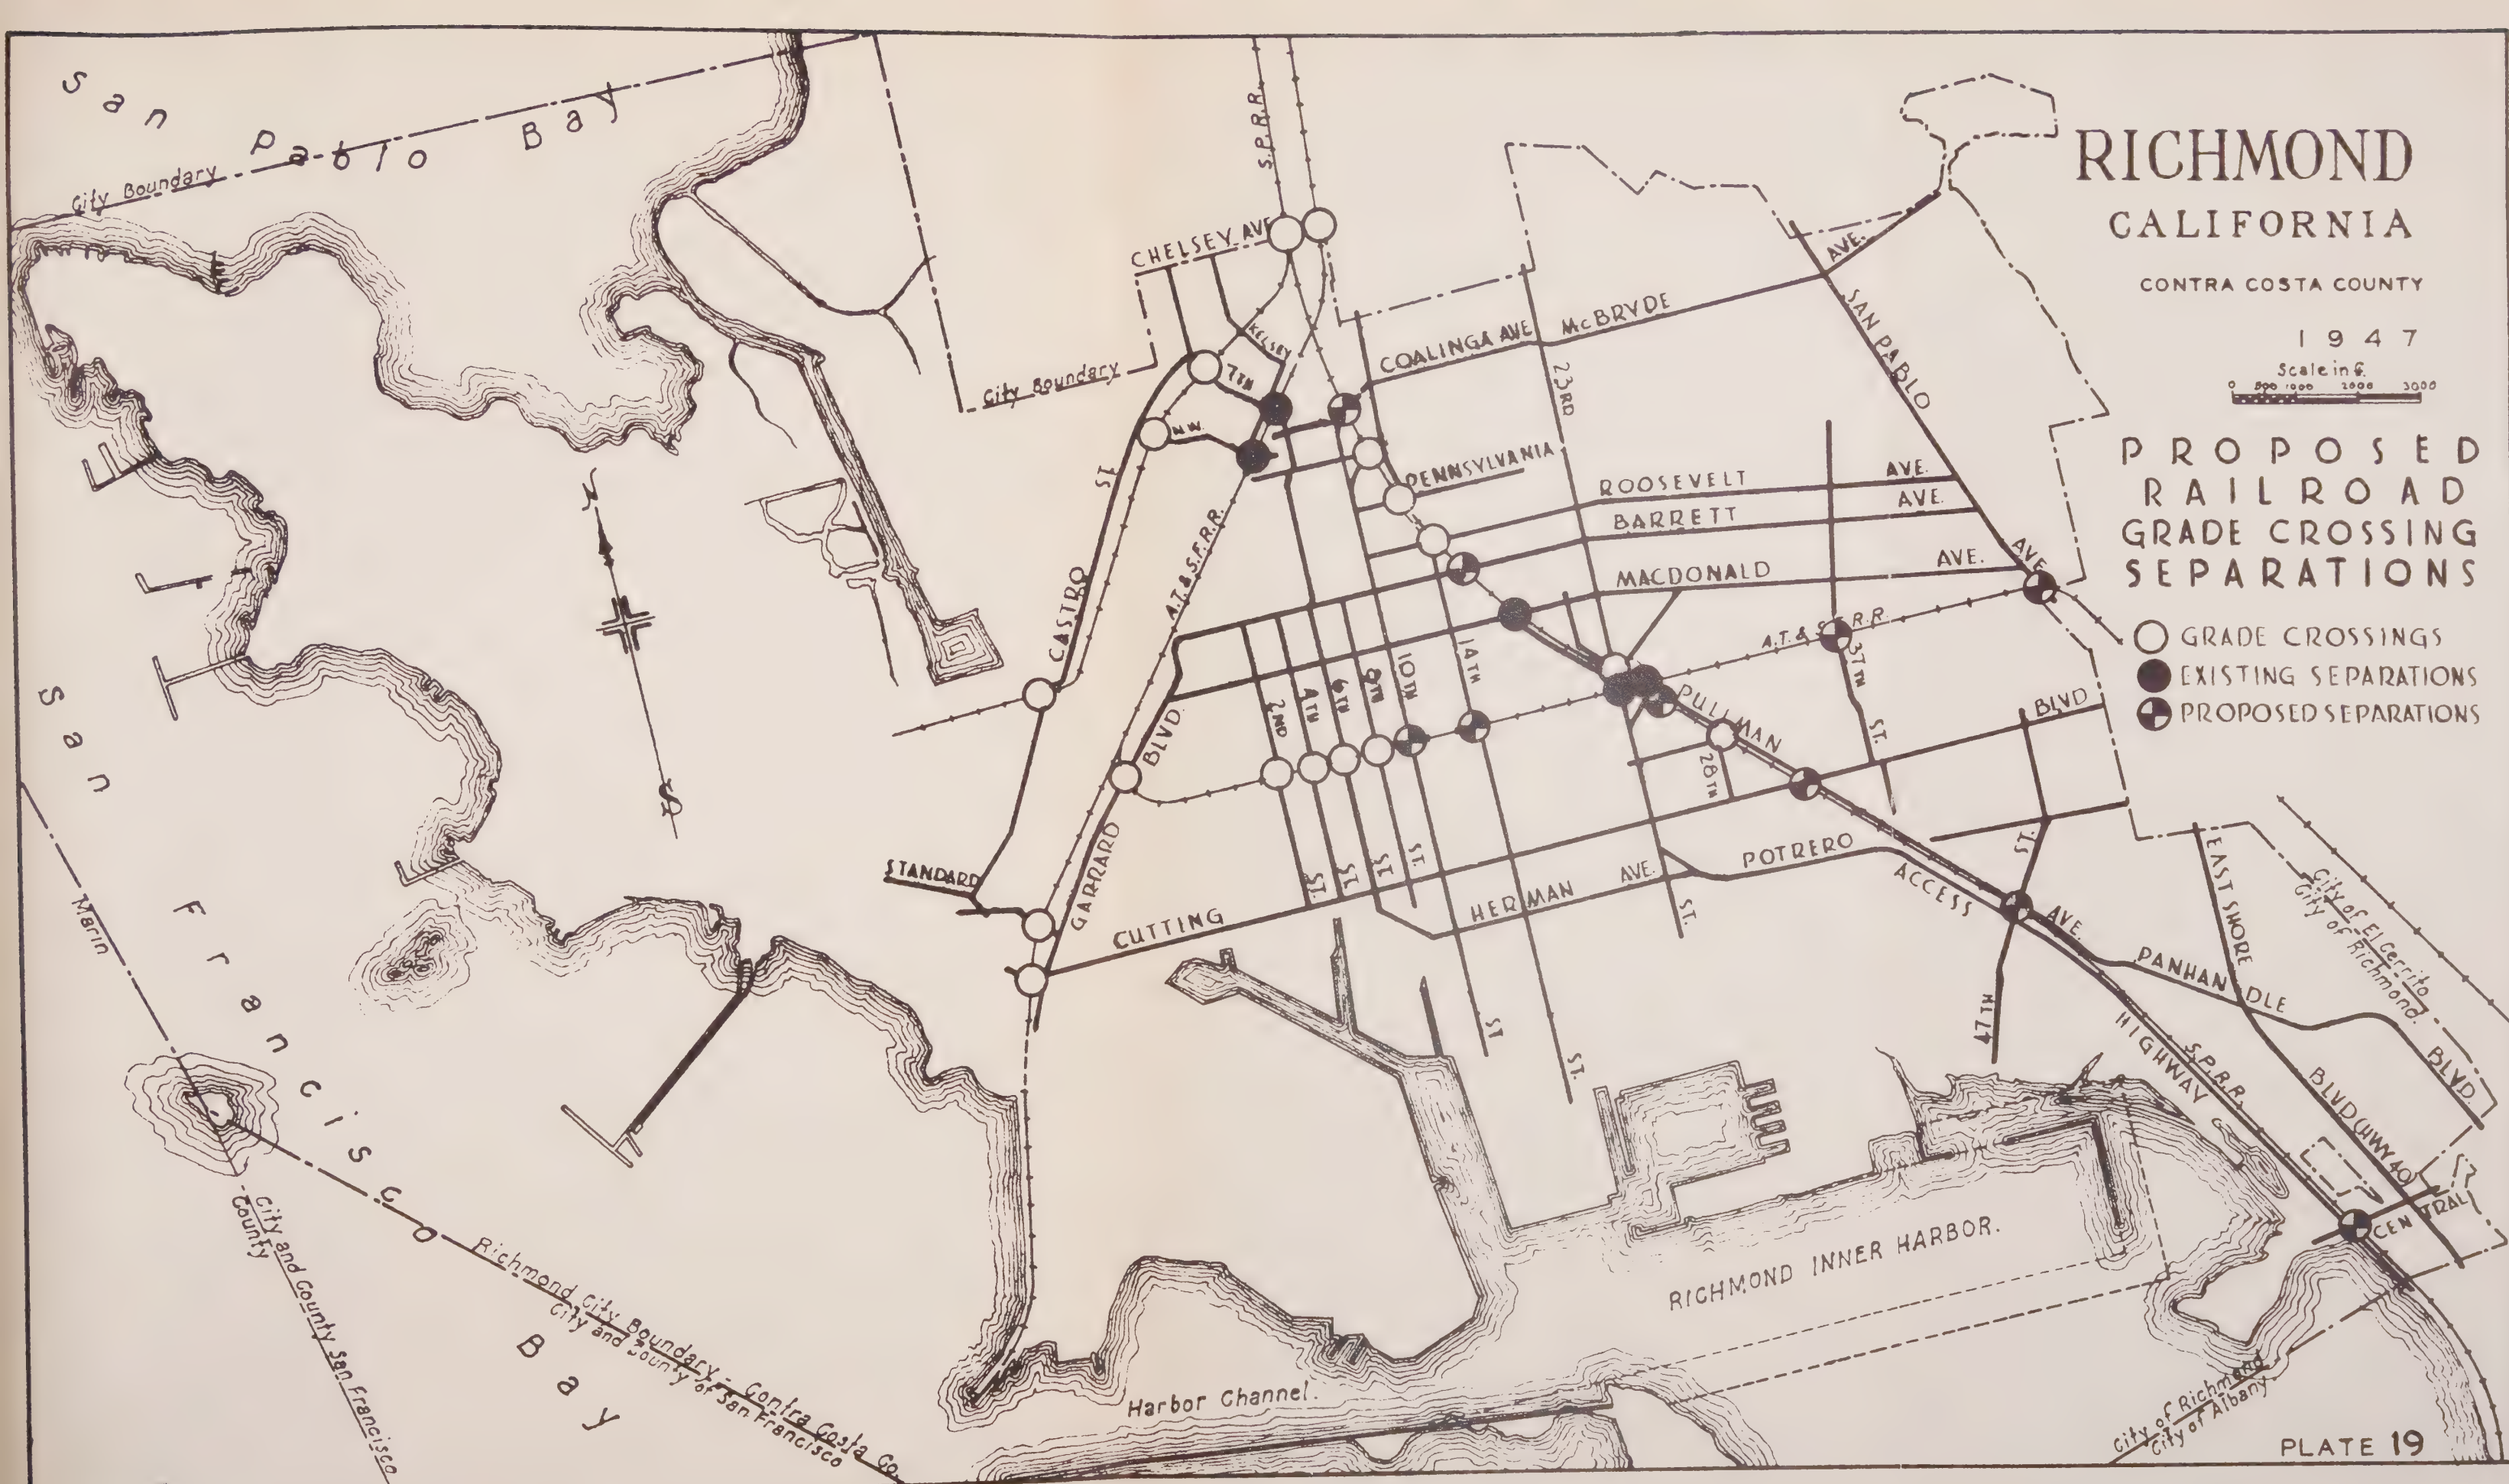 San Pablo Bay
City Boundary
S.P.R.R.
RICHMOND
CALIFORNIA
CONTRA COSTA COUNTY
1947
Scale in ft.
0 500 1000 2000 3000
PROPOSED
RAILROAD
GRADE CROSSING
SEPARATIONS
GRADE CROSSINGS
EXISTING SEPARATIONS
PROPOSED SEPARATIONS
CHELSEY AVE
KELSEY
7TH
N.W.
City Boundary
COALINGA AVE
McBRYDE
AVE.
SAN PABLO
AVE.
23RD
PENNSYLVANIA
ROOSEVELT AVE.
BARRETT AVE.
MACDONALD AVE.
A.T. & S.F. R.R.
A.T.& S.F.R.R.
37TH
ST.
CASTRO
ST
N
S
2ND
4TH
6TH
8TH
10TH
14TH
PULLMAN
28TH
BLVD
BLVD.
GARRARD
STANDARD
CUTTING
ST.
ST.
ST.
ST.
HERMAN AVE.
POTRERO
ACCESS
AVE.
ST.
ST.
47TH
ST
ST.
EAST SHORE
City of El Cerrito
City of Richmond.
PANHANDLE
BLVD.
HIGHWAY
S.P.R.R.
BLVD (HWY 40)
CENTRAL
San Francisco Bay
Marin
County
City and County San Francisco
Richmond City Boundary - Contra Costa Co.
City and County of San Francisco
RICHMOND INNER HARBOR.
Harbor Channel.
City of Richmond
City of Albany
PLATE 19